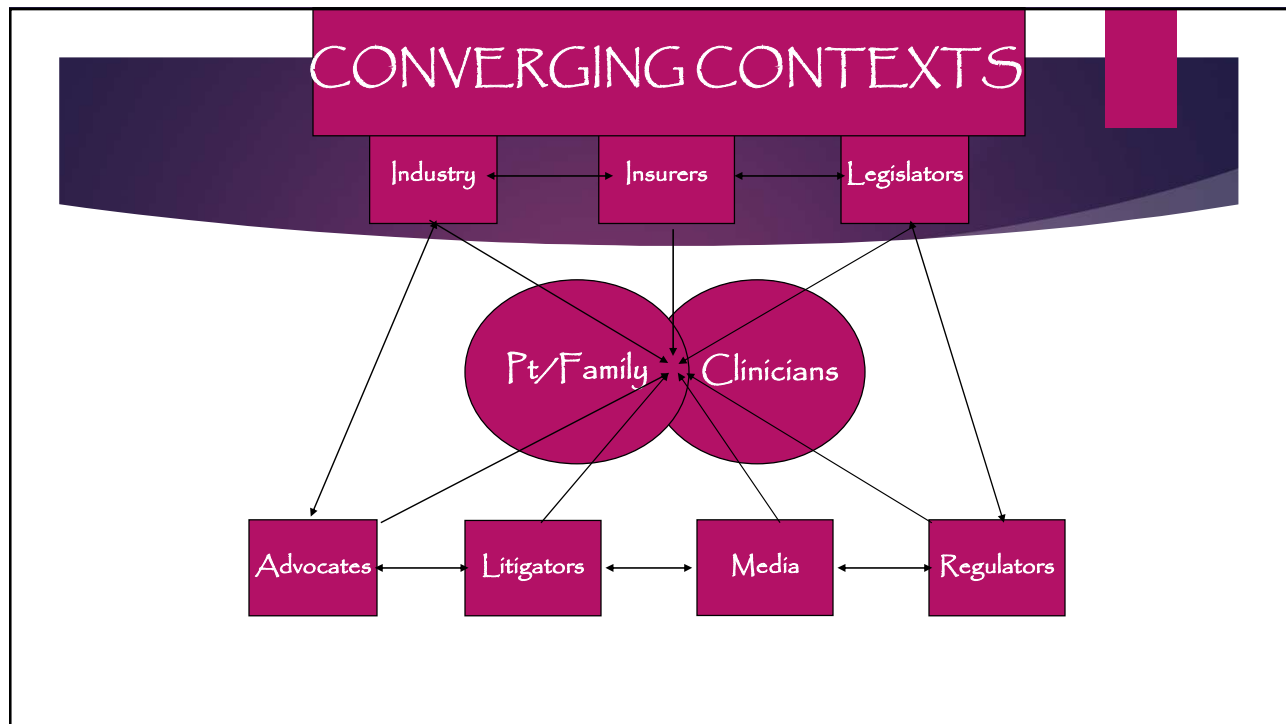 CONVERGING CONTEXTS
Industry
Insurers
Legislators
Pt/Family
Clinicians
Advocates
Litigators
Media
Regulators